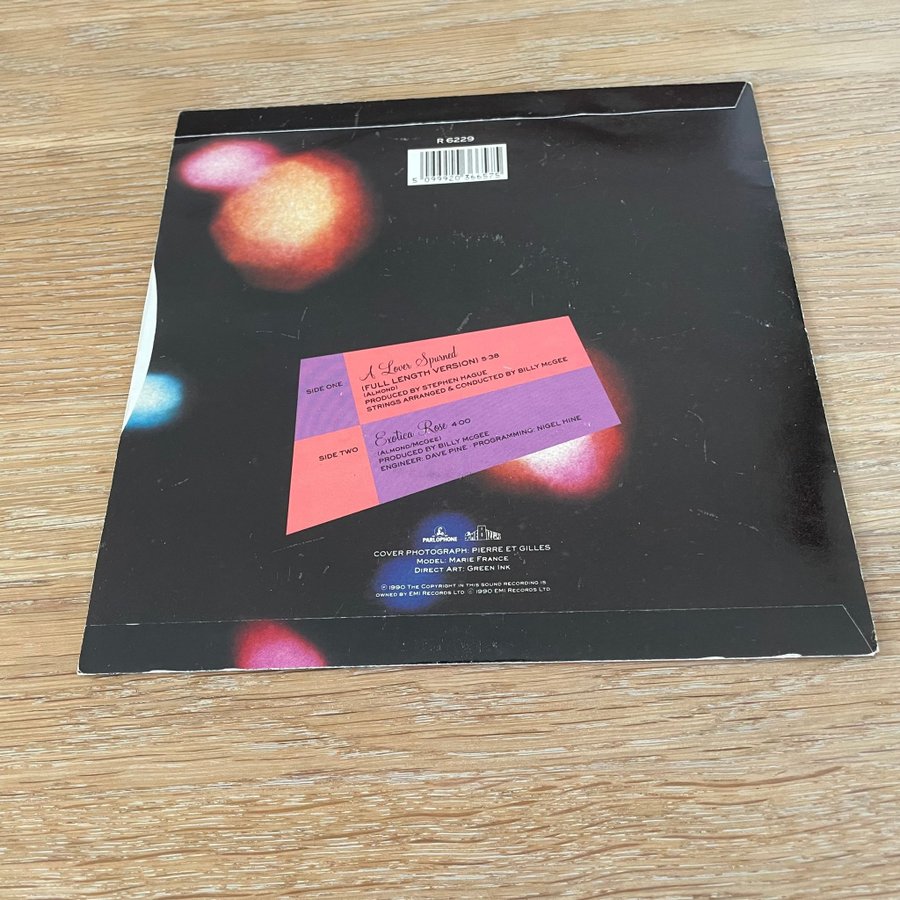 R 6229
5 099920 366575
SIDE ONE
A Lover Spurned
(FULL LENGTH VERSION) 5·38
(ALMOND)
PRODUCED BY STEPHEN HAGUE
STRINGS ARRANGED & CONDUCTED BY BILLY McGEE
SIDE TWO
Exotica Rose 4·00
(ALMOND/McGEE)
PRODUCED BY BILLY McGEE
ENGINEER: DAVE PINE · PROGRAMMING: NIGEL HINE
PARLOPHONE
COVER PHOTOGRAPH: PIERRE ET GILLES
MODEL: MARIE FRANCE
DIRECT ART: GREEN INK
℗ 1990 THE COPYRIGHT IN THIS SOUND RECORDING IS
OWNED BY EMI RECORDS LTD © 1990 EMI RECORDS LTD